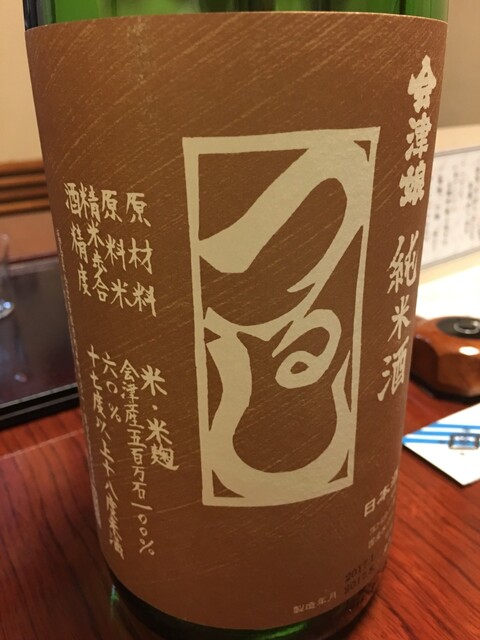 会津娘 純米酒
つるし
原材料 米・米麹
原料米 会津産五百万石一〇〇%
精米歩合 六〇%
酒精度 十七度以上十八度未満
日本
製造年月